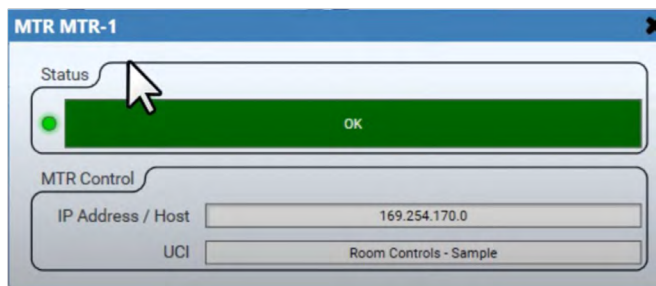 MTR MTR-1
Status
OK
MTR Control
IP Address / Host 169.254.170.0
UCI Room Controls - Sample